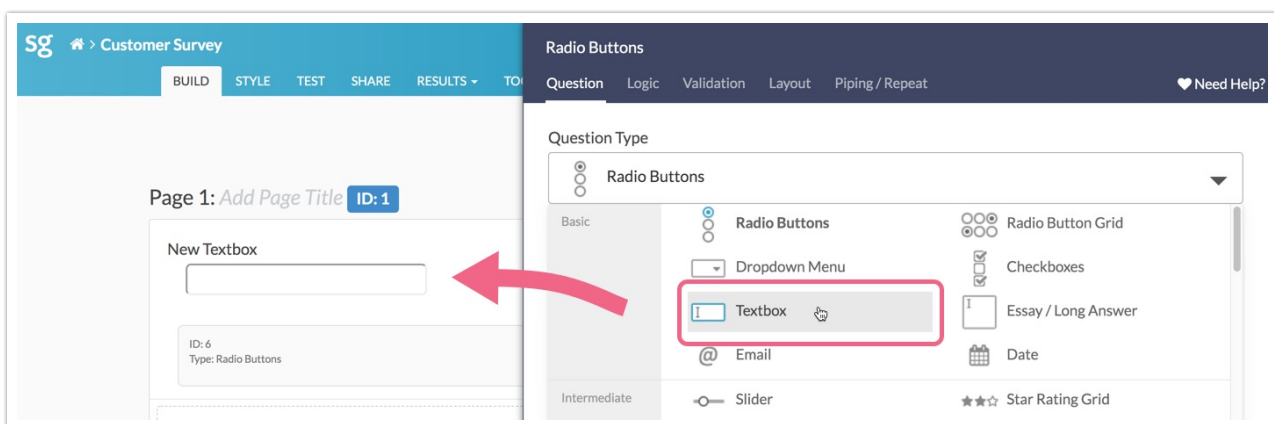 sg > Customer Survey
BUILD STYLE TEST SHARE RESULTS TO
Page 1: Add Page Title ID: 1
New Textbox
ID: 6
Type: Radio Buttons
Radio Buttons
Question Logic Validation Layout Piping / Repeat Need Help?
Question Type
Radio Buttons
Basic Radio Buttons Radio Button Grid
Dropdown Menu Checkboxes
Textbox Essay / Long Answer
@ Email Date
Intermediate Slider Star Rating Grid